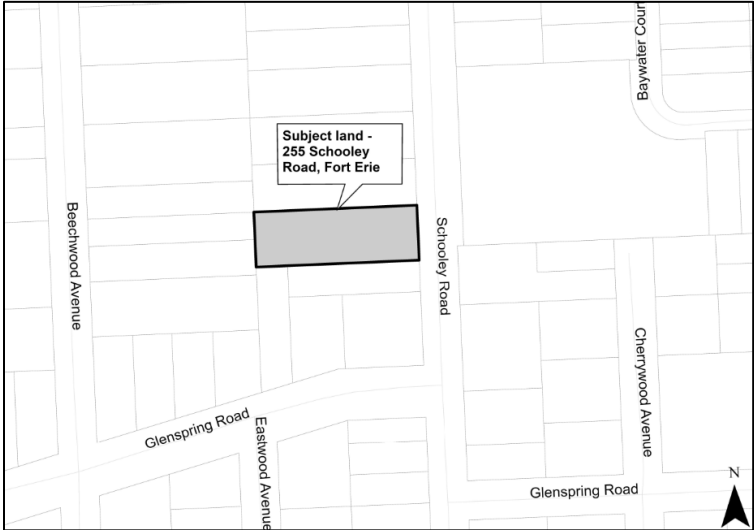 Baywater Cour
Subject land -
255 Schooley
Road, Fort Erie
Beechwood Avenue
Schooley Road
Cherrywood Avenue
Glenspring Road
Eastwood Avenue
N
Glenspring Road